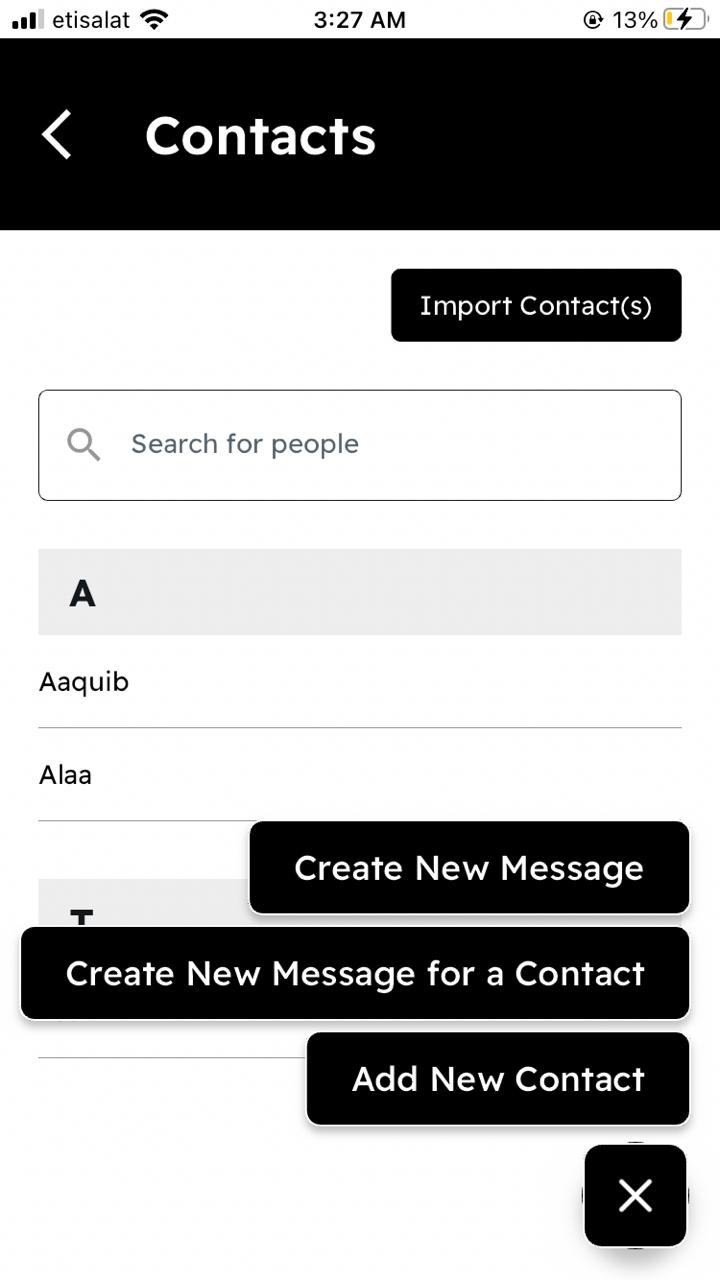 etisalat 3:27 AM 13%
Contacts
Import Contact(s)
Search for people
A
Aaquib
Alaa
Create New Message
T
Create New Message for a Contact
Add New Contact